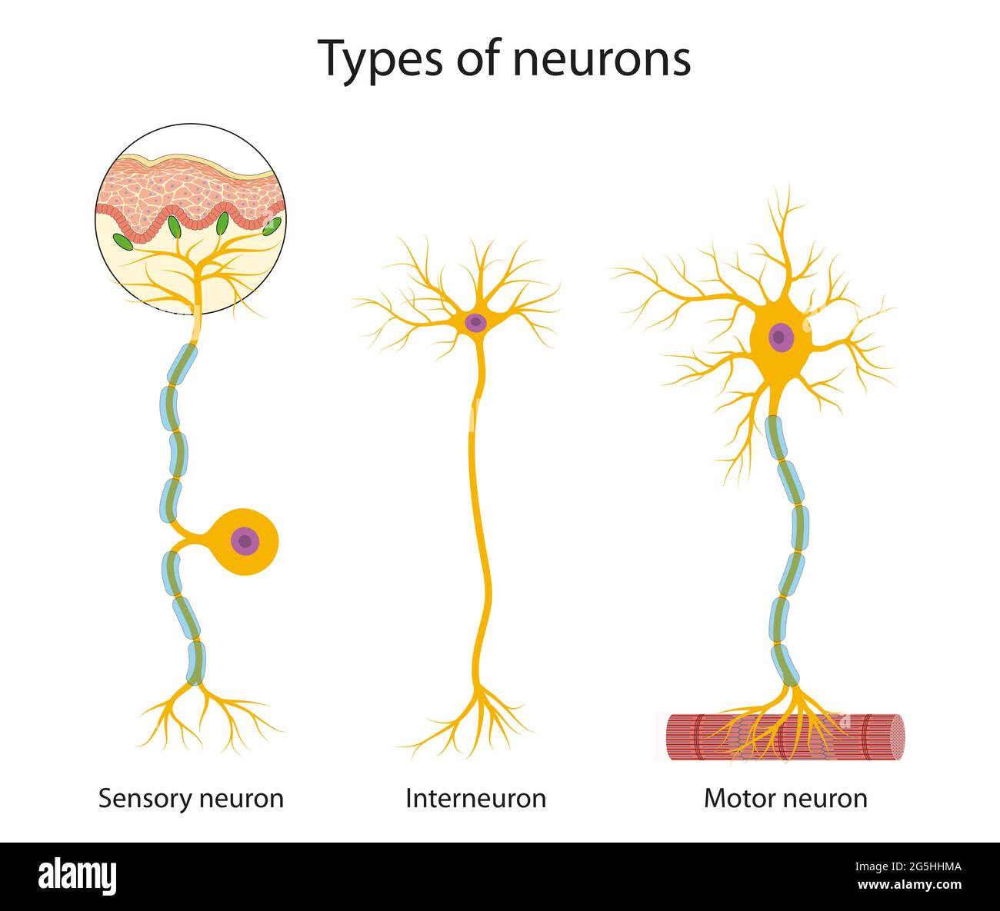 Types of neurons
Sensory neuron
Interneuron
Motor neuron
alamy
Image ID: 2G5HHMA
www.alamy.com